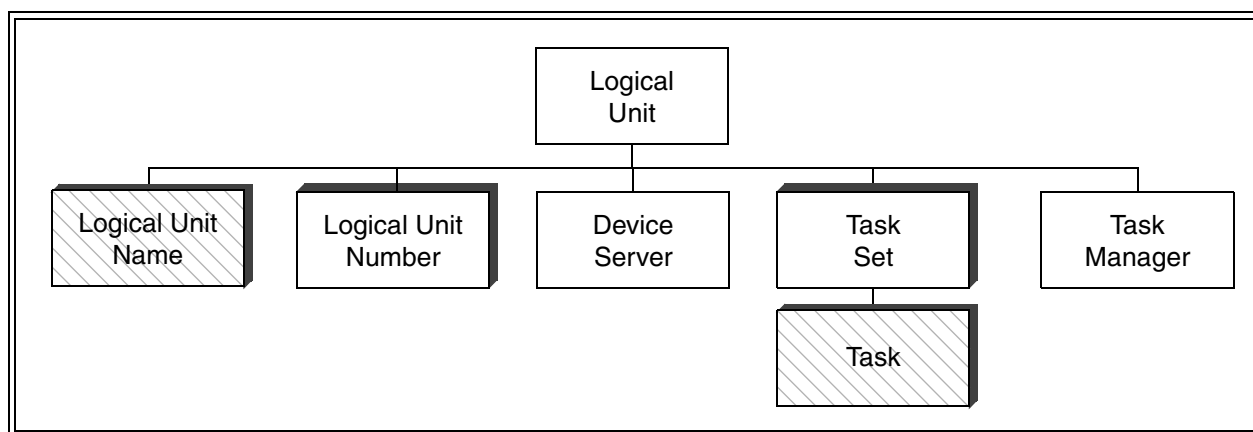 Logical
Unit
Logical Unit
Name
Logical Unit
Number
Device
Server
Task
Set
Task
Manager
Task